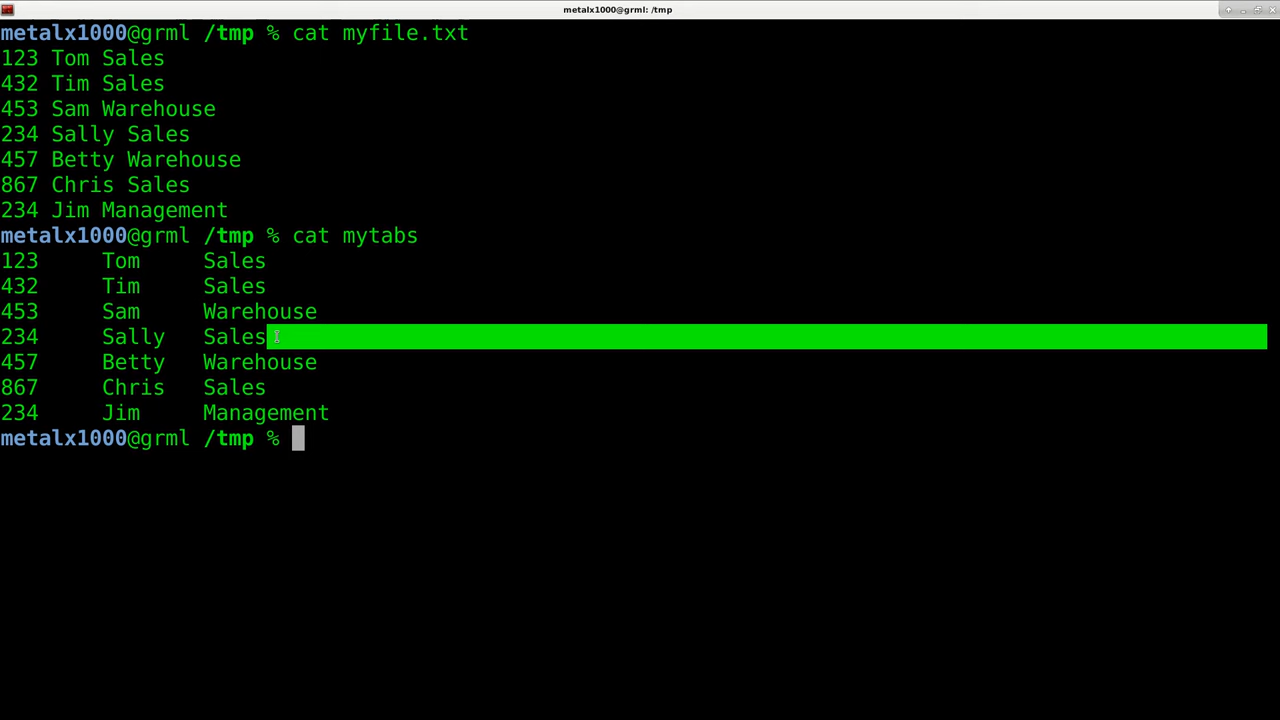 metalx1000@grml: /tmp
metalx1000@grml /tmp % cat myfile.txt
123 Tom Sales
432 Tim Sales
453 Sam Warehouse
234 Sally Sales
457 Betty Warehouse
867 Chris Sales
234 Jim Management
metalx1000@grml /tmp % cat mytabs
123	Tom	Sales
432	Tim	Sales
453	Sam	Warehouse
234	Sally	Sales
457	Betty	Warehouse
867	Chris	Sales
234	Jim	Management
metalx1000@grml /tmp %